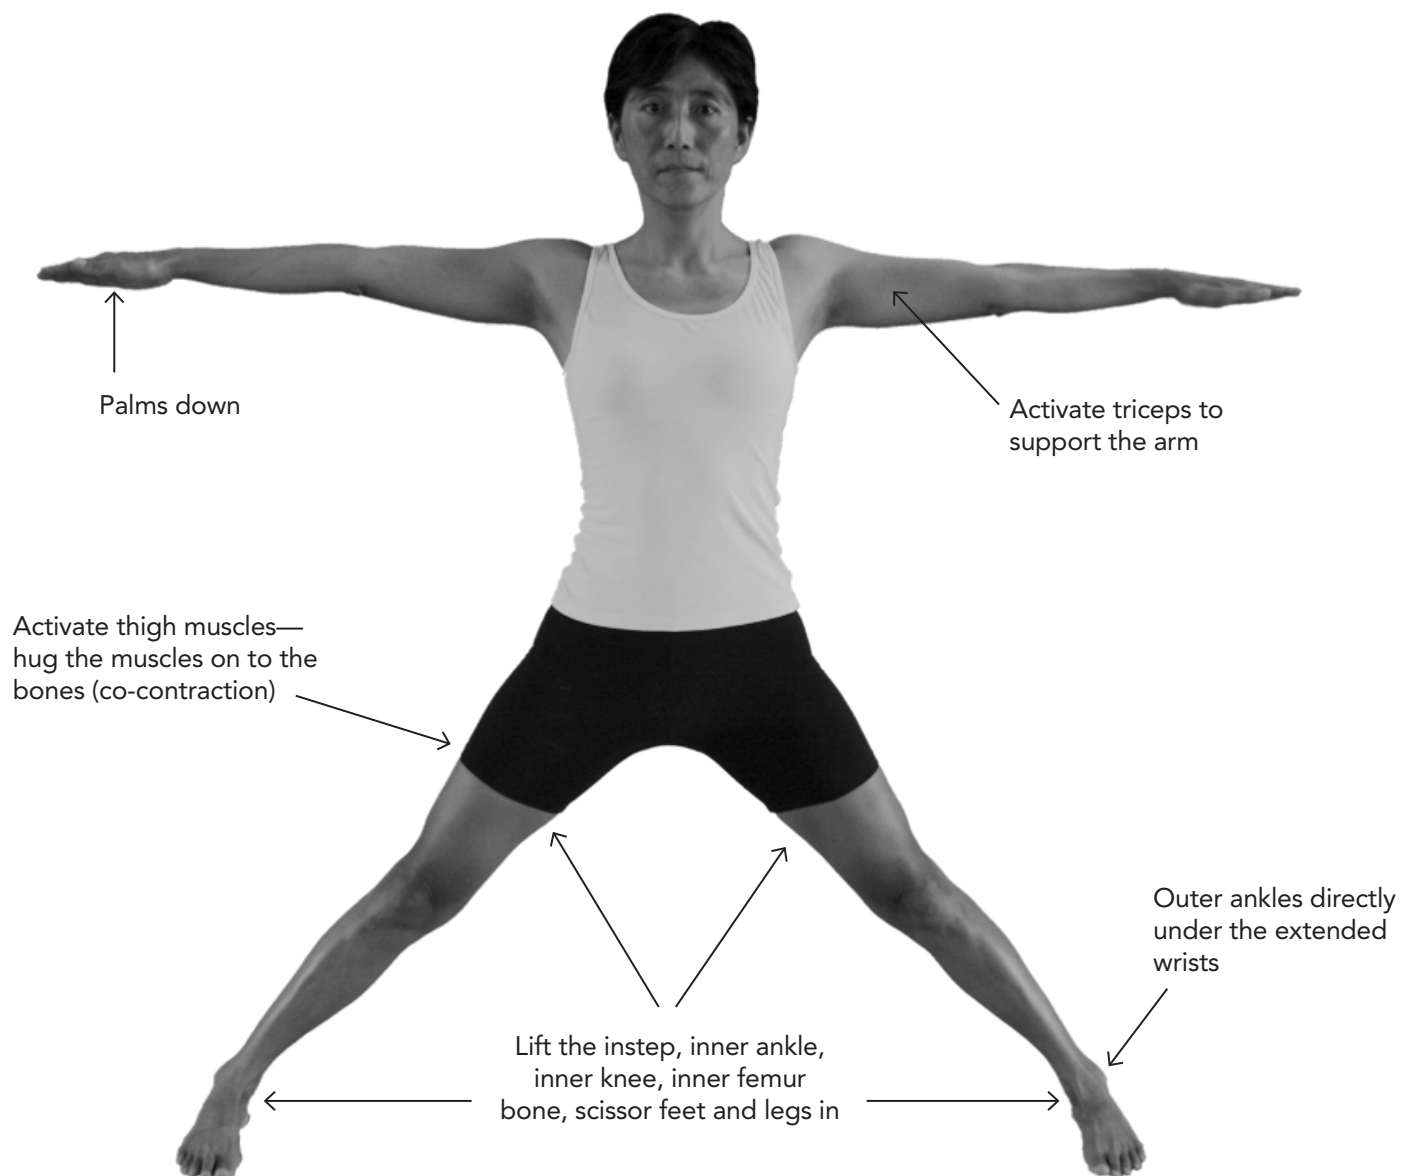 Palms down
Activate triceps to
support the arm
Activate thigh muscles—
hug the muscles on to the
bones (co-contraction)
Outer ankles directly
under the extended
wrists
Lift the instep, inner ankle,
inner knee, inner femur
bone, scissor feet and legs in